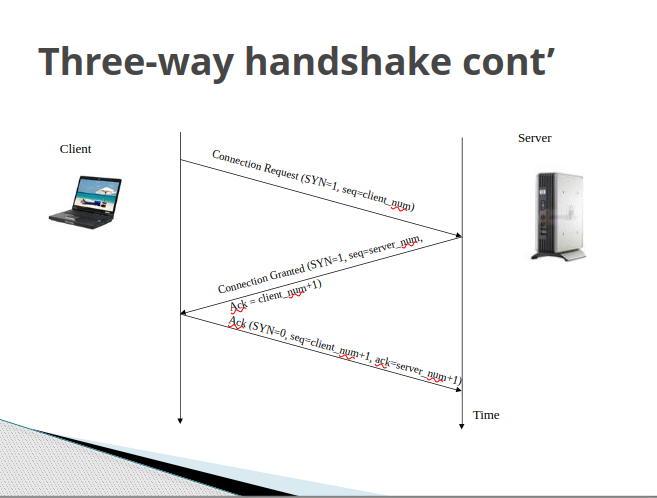 Three-way handshake cont’
Client
Server
Connection Request (SYN=1, seq=client_num)
Connection Granted (SYN=1, seq=server_num,
Ack = client_num+1)
Ack (SYN=0, seq=client_num+1, ack=server_num+1)
Time